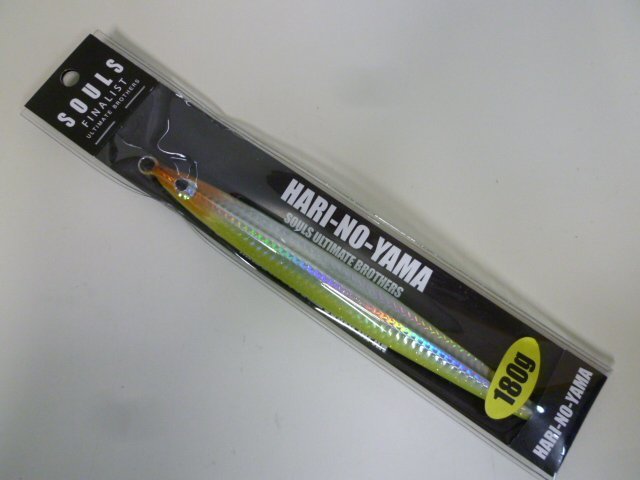 SOULS
FINALIST
ULTIMATE BROTHERS
HARI-NO-YAMA
SOULS ULTIMATE BROTHERS
180g
HARI-NO-YAMA